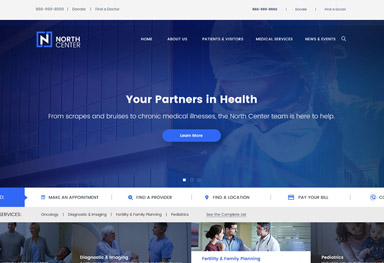 866-969-8000 | Donate | Find a Doctor
866-969-8000 | Donate | Find a Doctor
N NORTH CENTER
HOME ABOUT US PATIENTS & VISITORS MEDICAL SERVICES NEWS & EVENTS
Your Partners in Health
From scrapes and bruises to chronic medical illnesses, the North Center team is here to help.
Learn More
MAKE AN APPOINTMENT FIND A PROVIDER FIND A LOCATION PAY YOUR BILL
SERVICES: Oncology | Diagnostic & Imaging | Fertility & Family Planning | Pediatrics See the Complete List
Diagnostic & Imaging
Fertility & Family Planning
Pediatrics